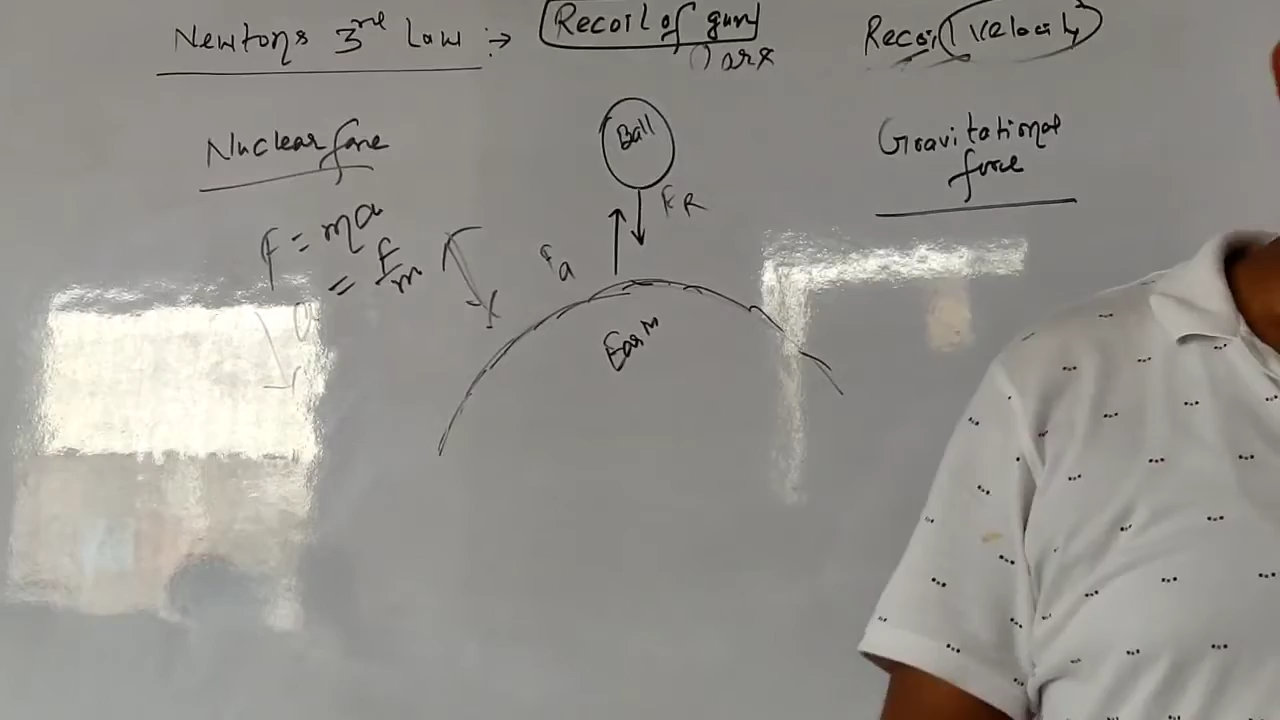 Newtons 3rd Law :→ Recoil of gun Recoil velocity
Nuclear force
Ball
Gravitational
force
FR
F = ma
= F/m
Fa
a
Earth